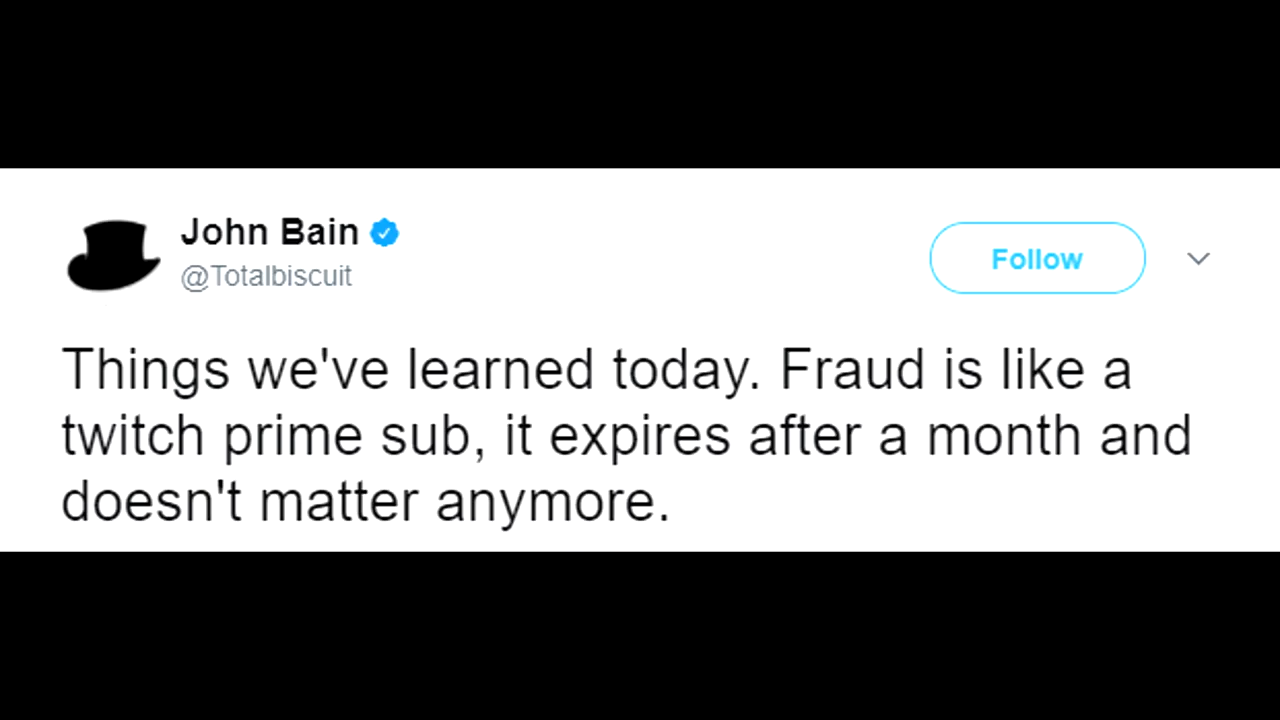 John Bain
@Totalbiscuit
Follow
Things we've learned today. Fraud is like a
twitch prime sub, it expires after a month and
doesn't matter anymore.